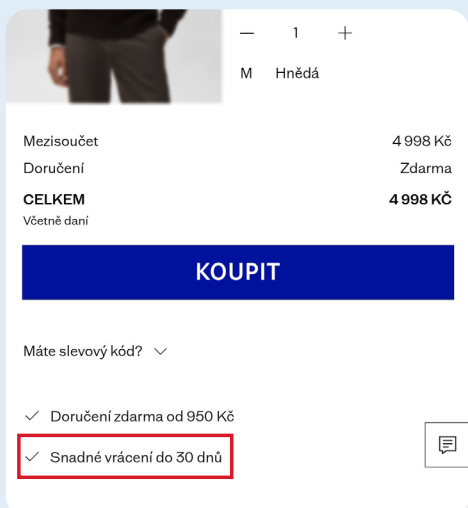 — 1 +
M Hnědá
Mezisoučet 4 998 Kč
Doručení Zdarma
CELKEM 4 998 KČ
Včetně daní
KOUPIT
Máte slevový kód?
Doručení zdarma od 950 Kč
Snadné vrácení do 30 dnů